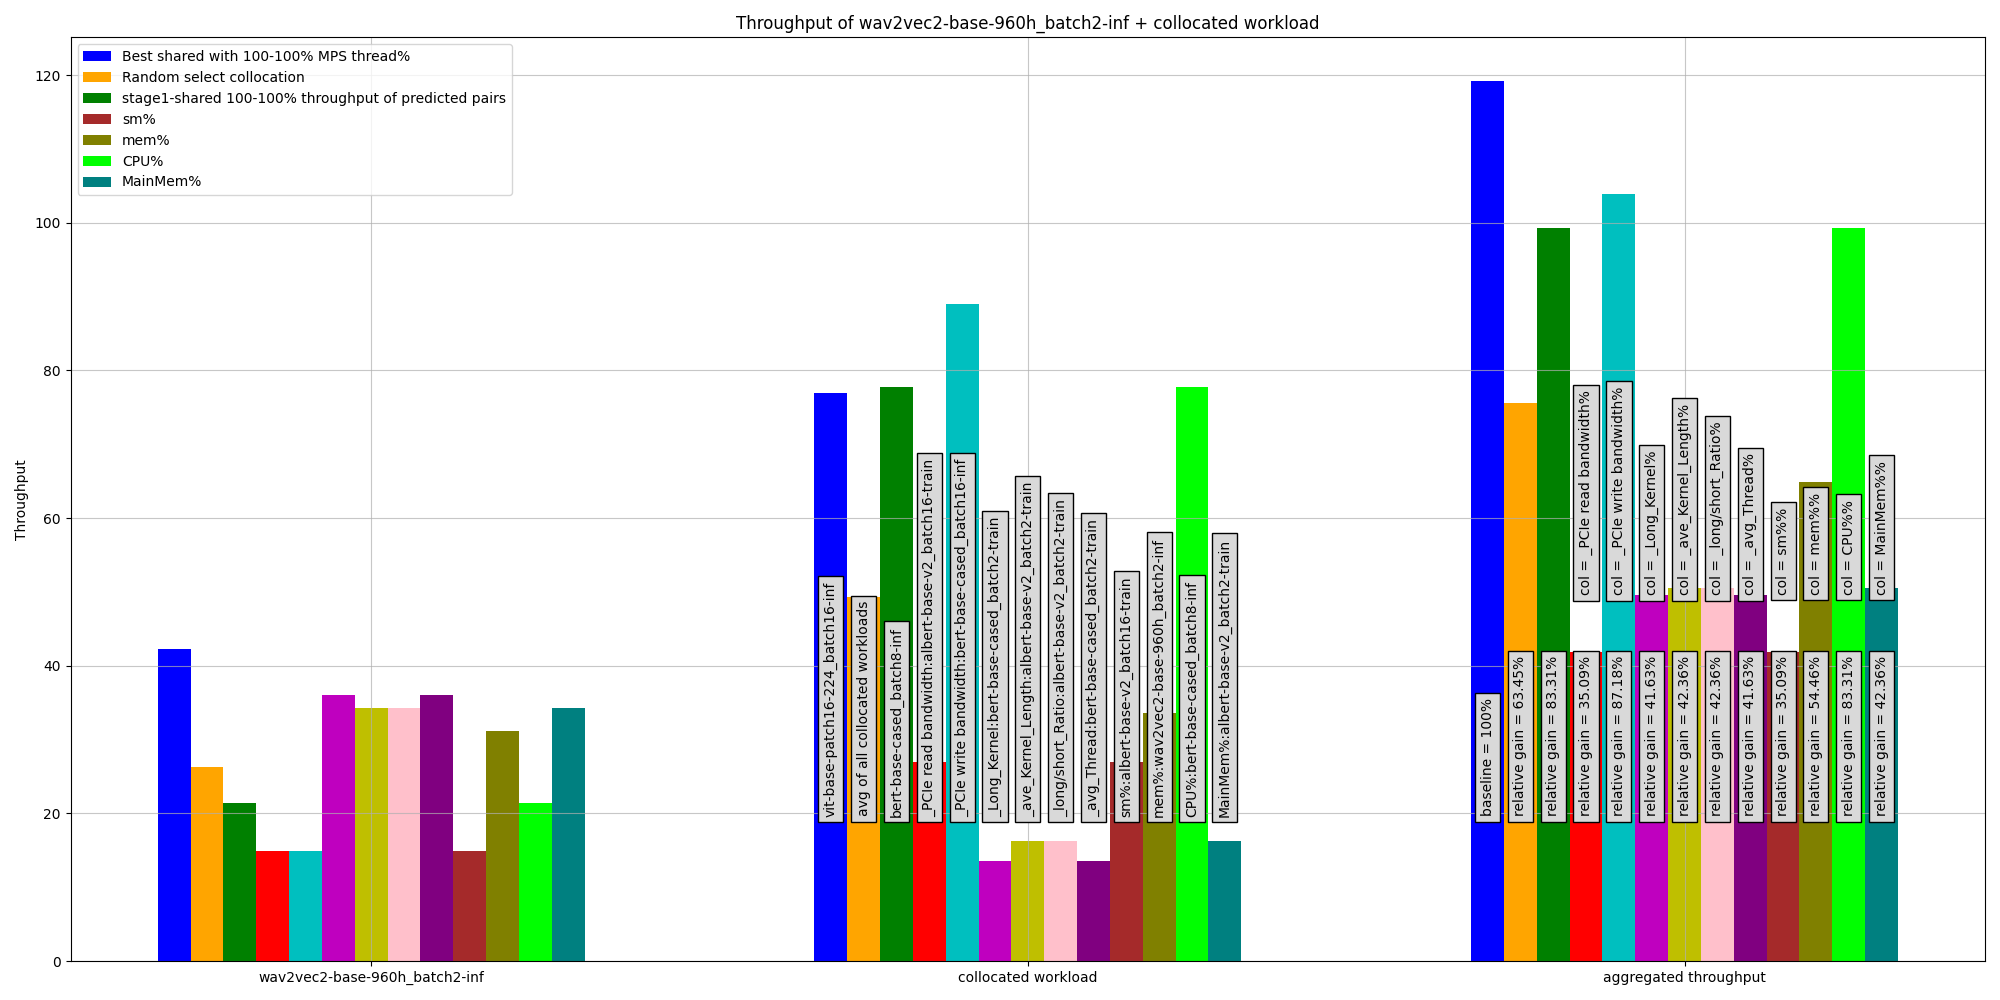 Throughput of wav2vec2-base-960h_batch2-inf + collocated workload
Best shared with 100-100% MPS thread%
Random select collocation
stage1-shared 100-100% throughput of predicted pairs
sm%
mem%
CPU%
MainMem%
Throughput
120
100
80
60
40
20
0
vit-base-patch16-224_batch16-inf
avg of all collocated workloads
bert-base-cased_batch8-inf
_PCIe read bandwidth:albert-base-v2_batch16-train
_PCIe write bandwidth:bert-base-cased_batch16-inf
_Long_Kernel:bert-base-cased_batch2-train
_ave_Kernel_Length:albert-base-v2_batch2-train
_long/short_Ratio:albert-base-v2_batch2-train
_avg_Thread:bert-base-cased_batch2-train
sm%:albert-base-v2_batch16-train
mem%:wav2vec2-base-960h_batch2-inf
CPU%:bert-base-cased_batch8-inf
MainMem%:albert-base-v2_batch2-train
col = _PCIe read bandwidth%
col = _PCIe write bandwidth%
col = _Long_Kernel%
col = _ave_Kernel_Length%
col = _long/short_Ratio%
col = _avg_Thread%
col = sm%%
col = mem%%
col = CPU%%
col = MainMem%%
baseline = 100%
relative gain = 63.45%
relative gain = 83.31%
relative gain = 35.09%
relative gain = 87.18%
relative gain = 41.63%
relative gain = 42.36%
relative gain = 42.36%
relative gain = 41.63%
relative gain = 35.09%
relative gain = 54.46%
relative gain = 83.31%
relative gain = 42.36%
wav2vec2-base-960h_batch2-inf
collocated workload
aggregated throughput